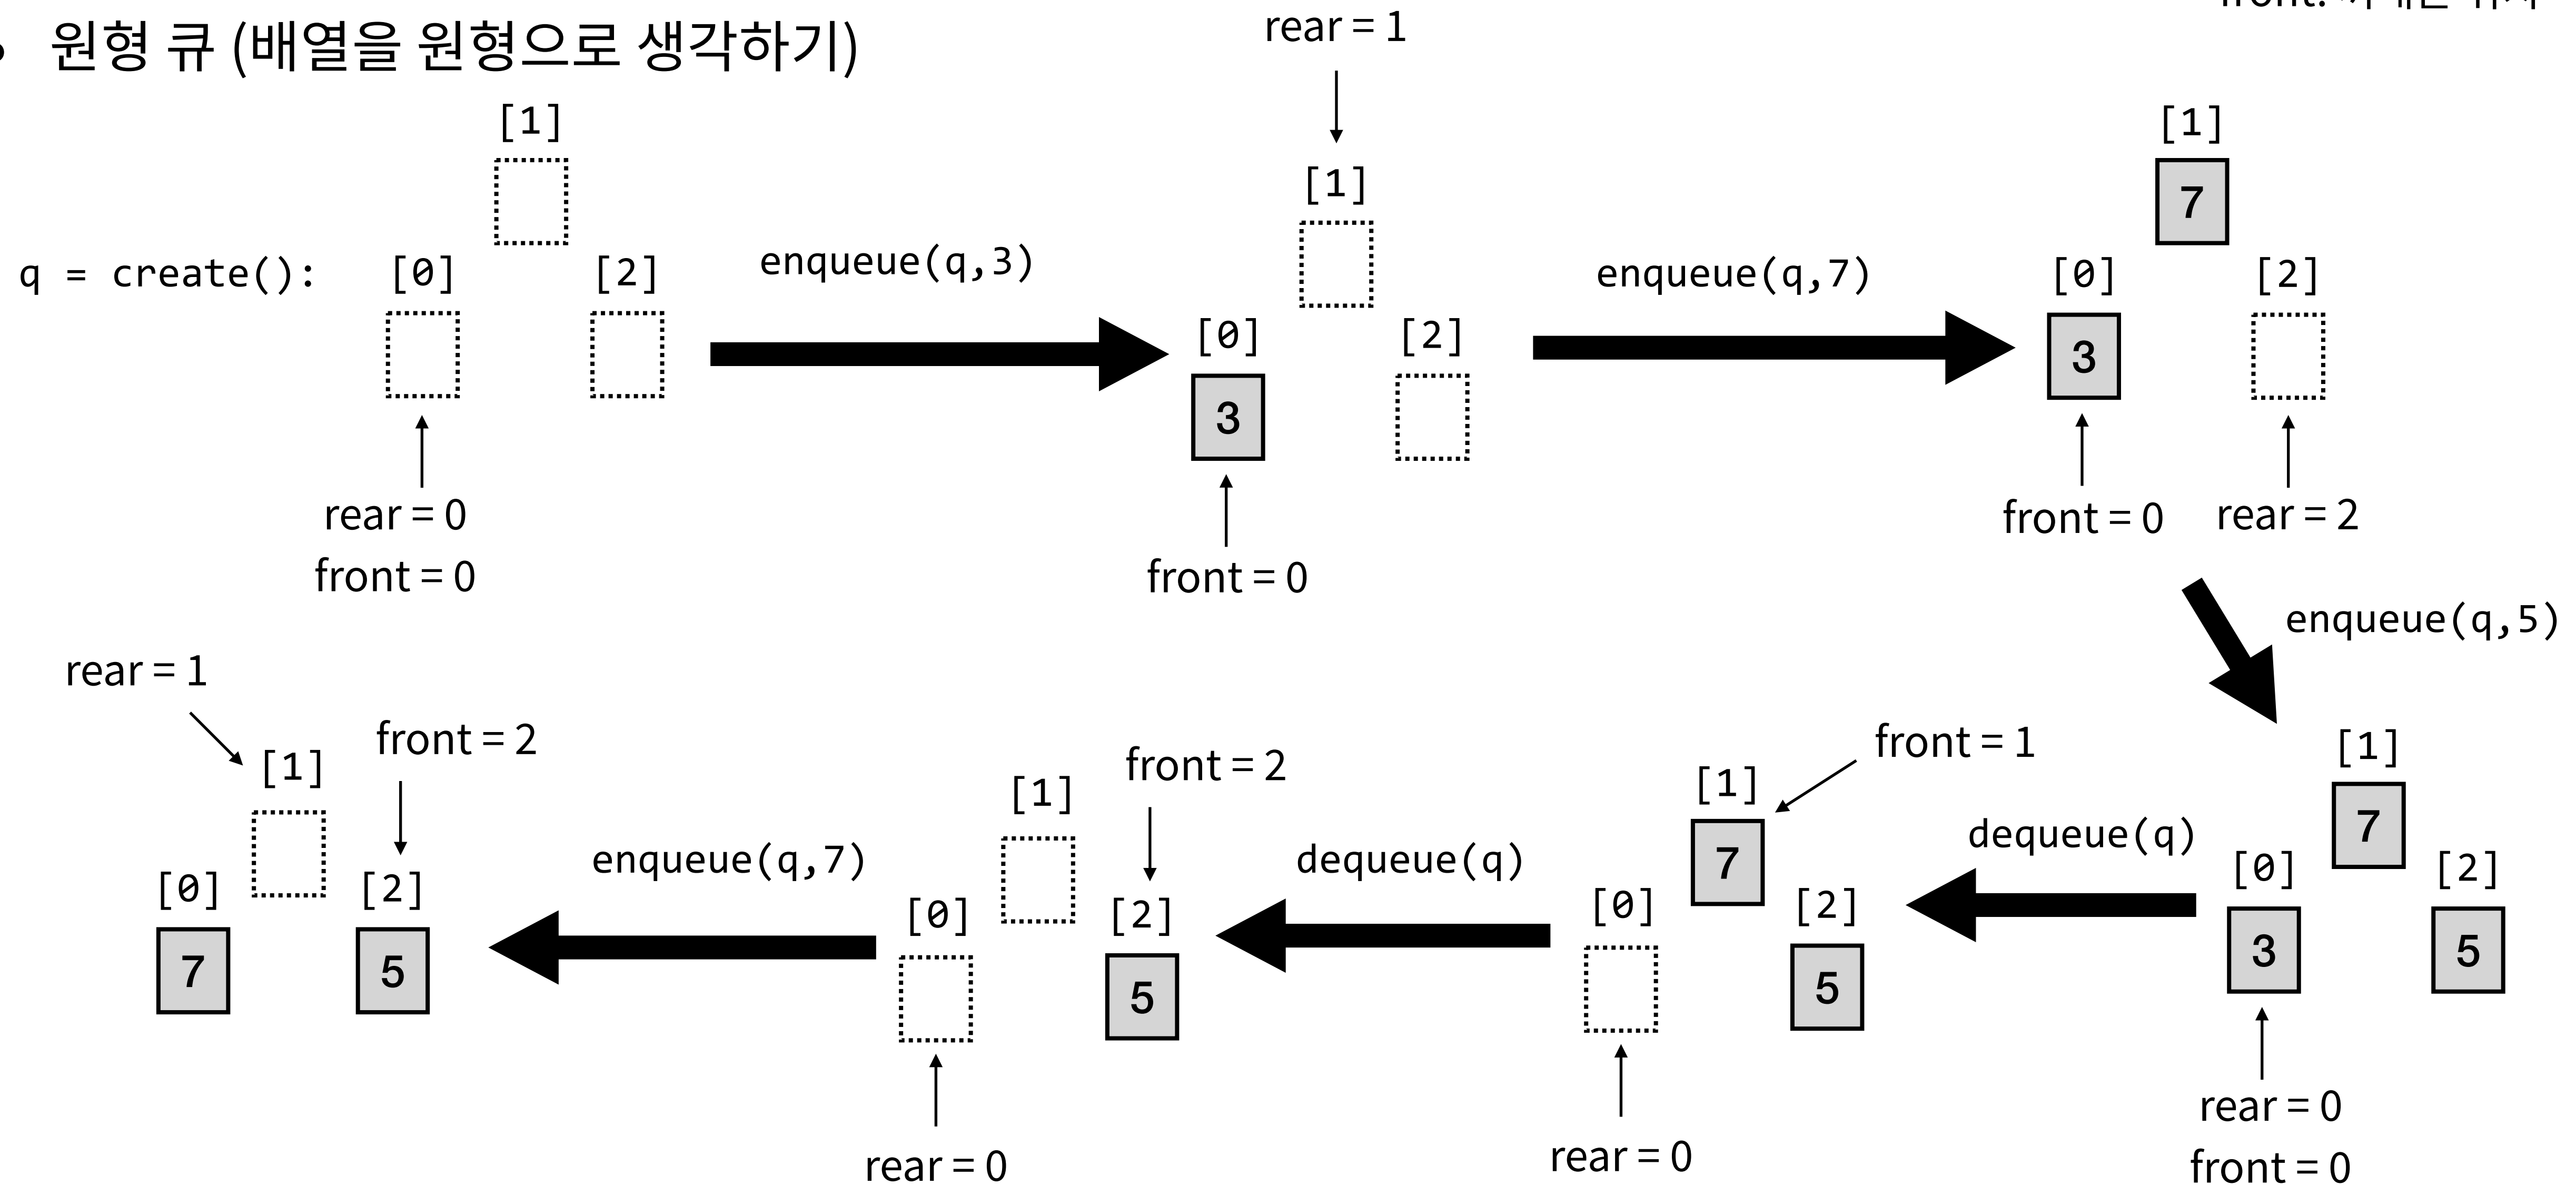 • 원형 큐 (배열을 원형으로 생각하기)
q = create():
[1]
[0] [2]
rear = 0
front = 0
enqueue(q,3)
rear = 1
[1]
[0] [2]
3
front = 0
enqueue(q,7)
[1]
7
[0] [2]
3
front = 0 rear = 2
enqueue(q,5)
[1]
7
[0] [2]
3 5
rear = 0
front = 0
dequeue(q)
front = 1
[1]
7
[0] [2]
5
rear = 0
dequeue(q)
front = 2
[1]
[0] [2]
5
rear = 0
enqueue(q,7)
rear = 1
front = 2
[1]
[0] [2]
7 5